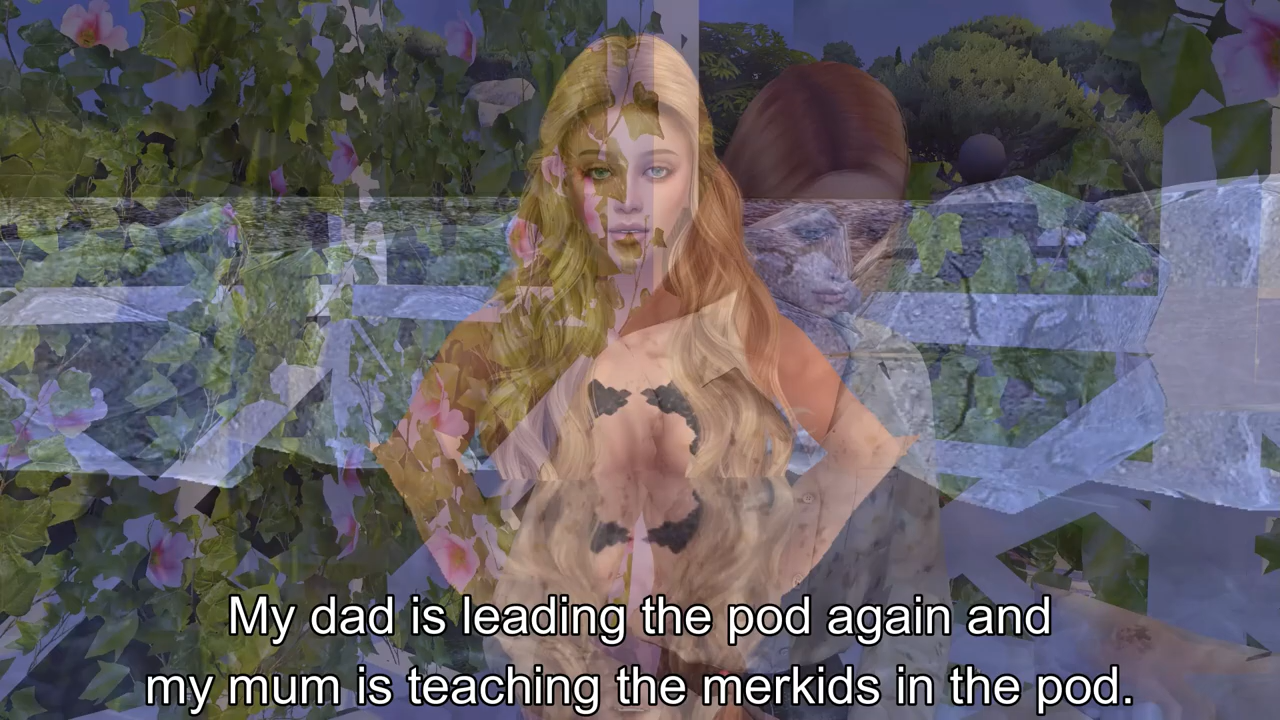 My dad is leading the pod again and
my mum is teaching the merkids in the pod.